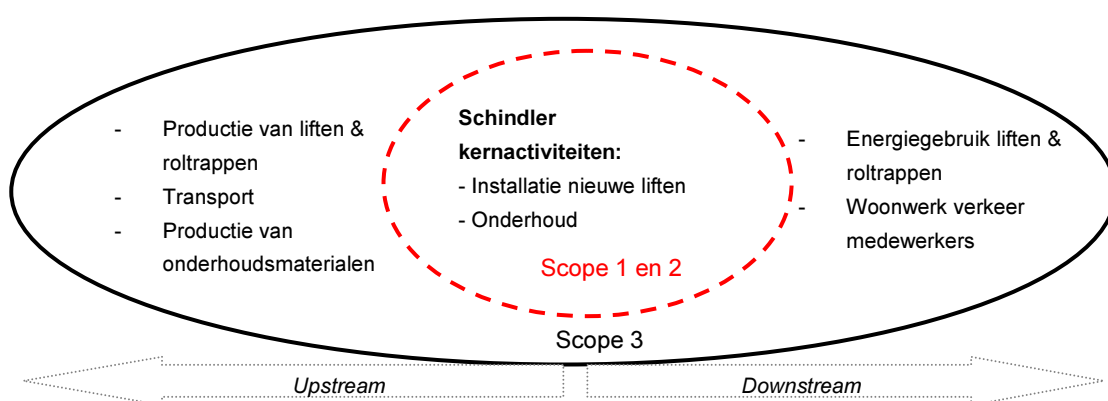 - Productie van liften &
roltrappen
- Transport
- Productie van
onderhoudsmaterialen
Schindler
kernactiviteiten:
- Installatie nieuwe liften
- Onderhoud
Scope 1 en 2
- Energiegebruik liften &
roltrappen
- Woonwerk verkeer
medewerkers
Scope 3
Upstream
Downstream